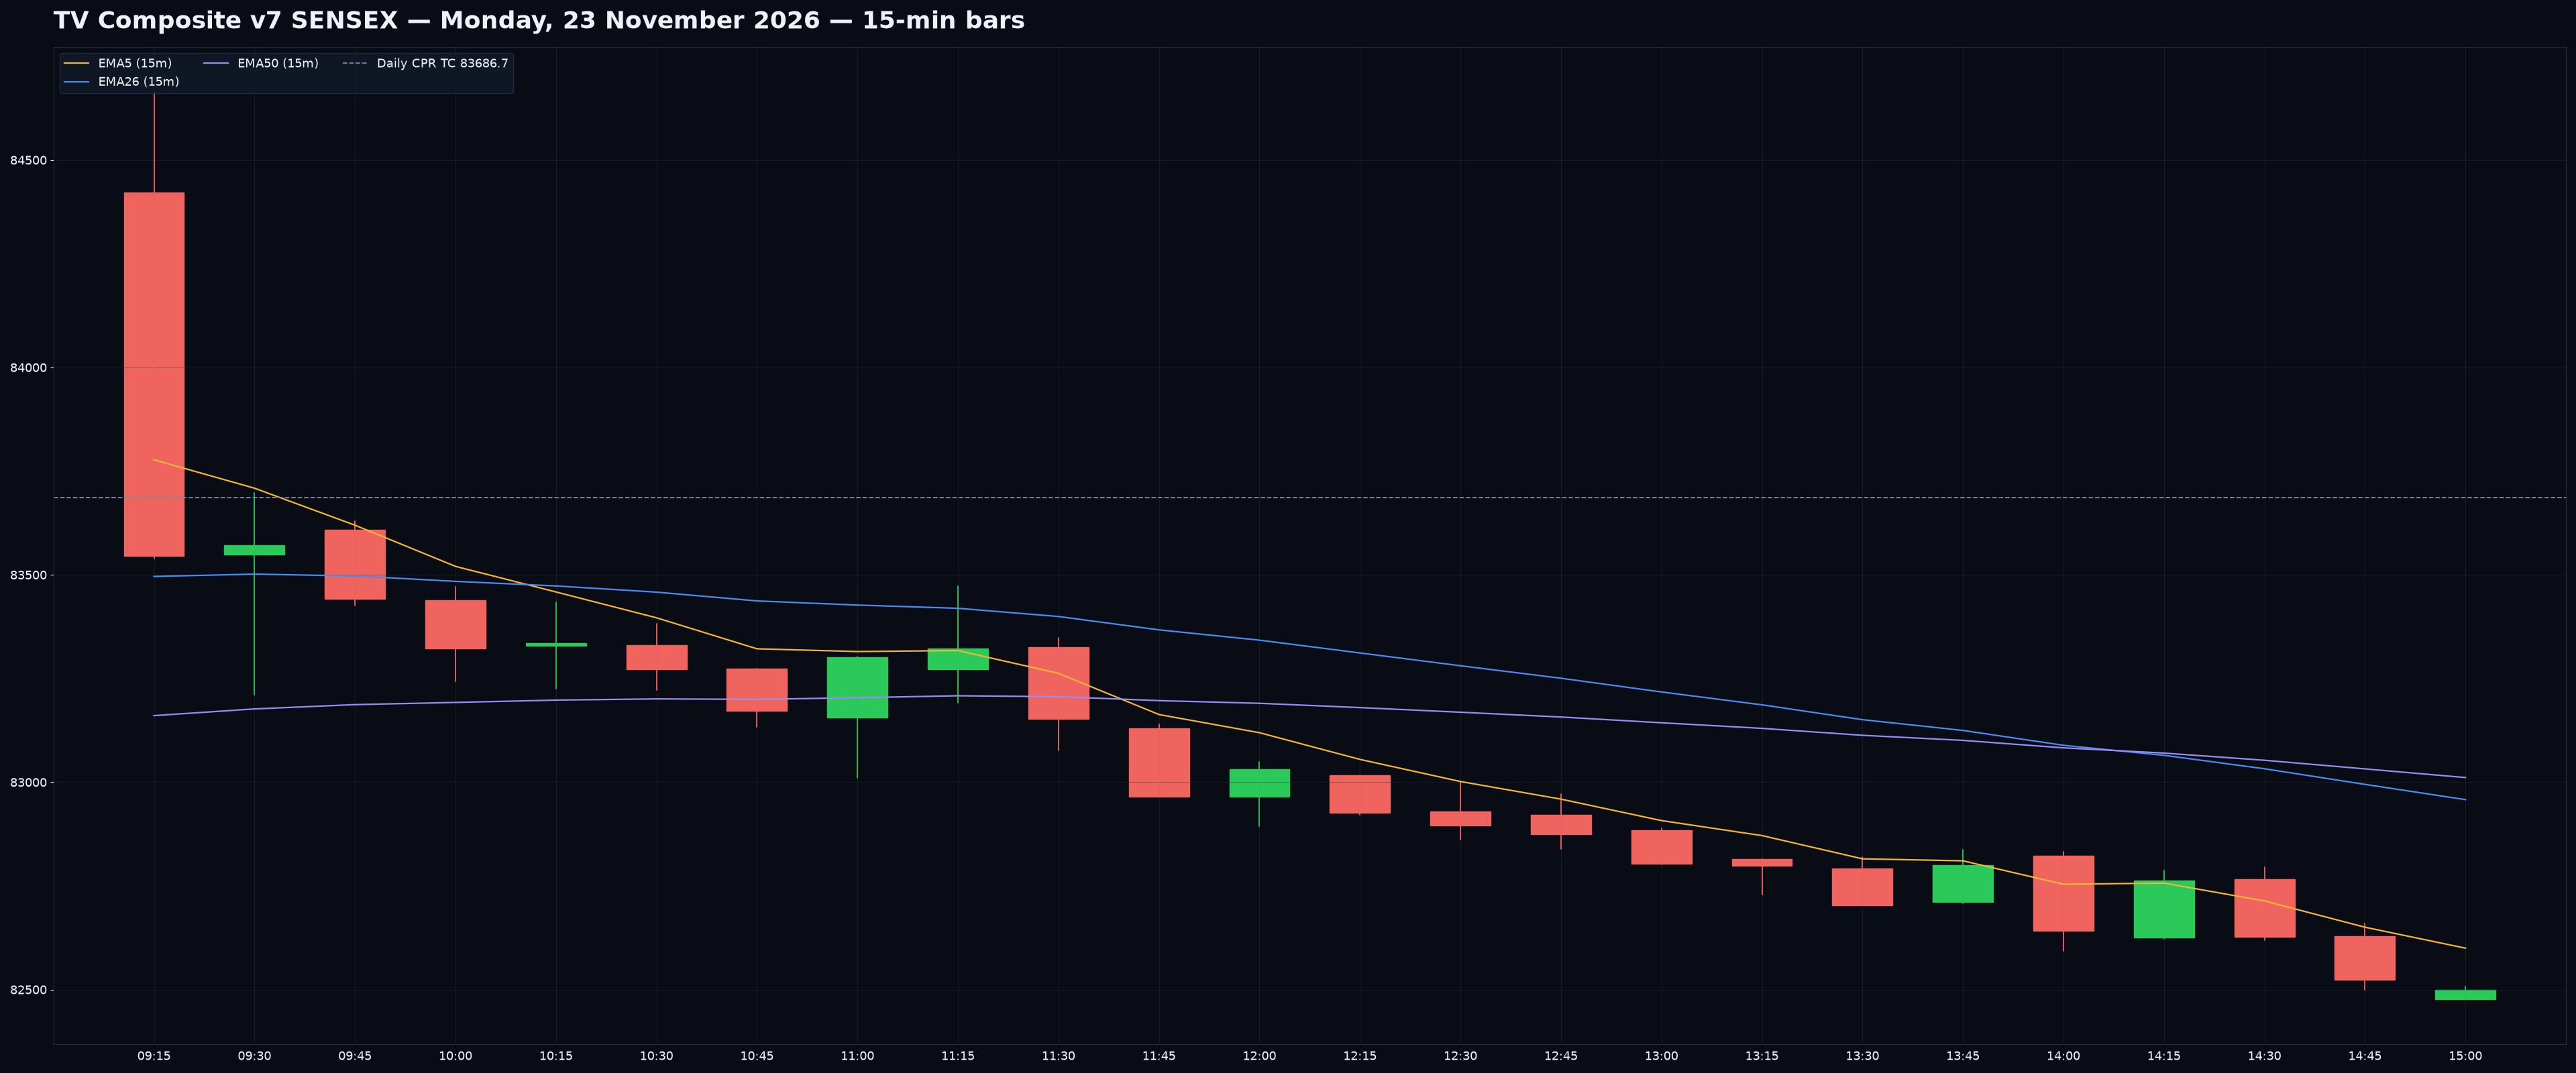 TV Composite v7 SENSEX — Monday, 23 November 2026 — 15-min bars
EMA5 (15m) EMA50 (15m) Daily CPR TC 83686.7
EMA26 (15m)
84500
84000
83500
83000
82500
09:15 09:30 09:45 10:00 10:15 10:30 10:45 11:00 11:15 11:30 11:45 12:00 12:15 12:30 12:45 13:00 13:15 13:30 13:45 14:00 14:15 14:30 14:45 15:00